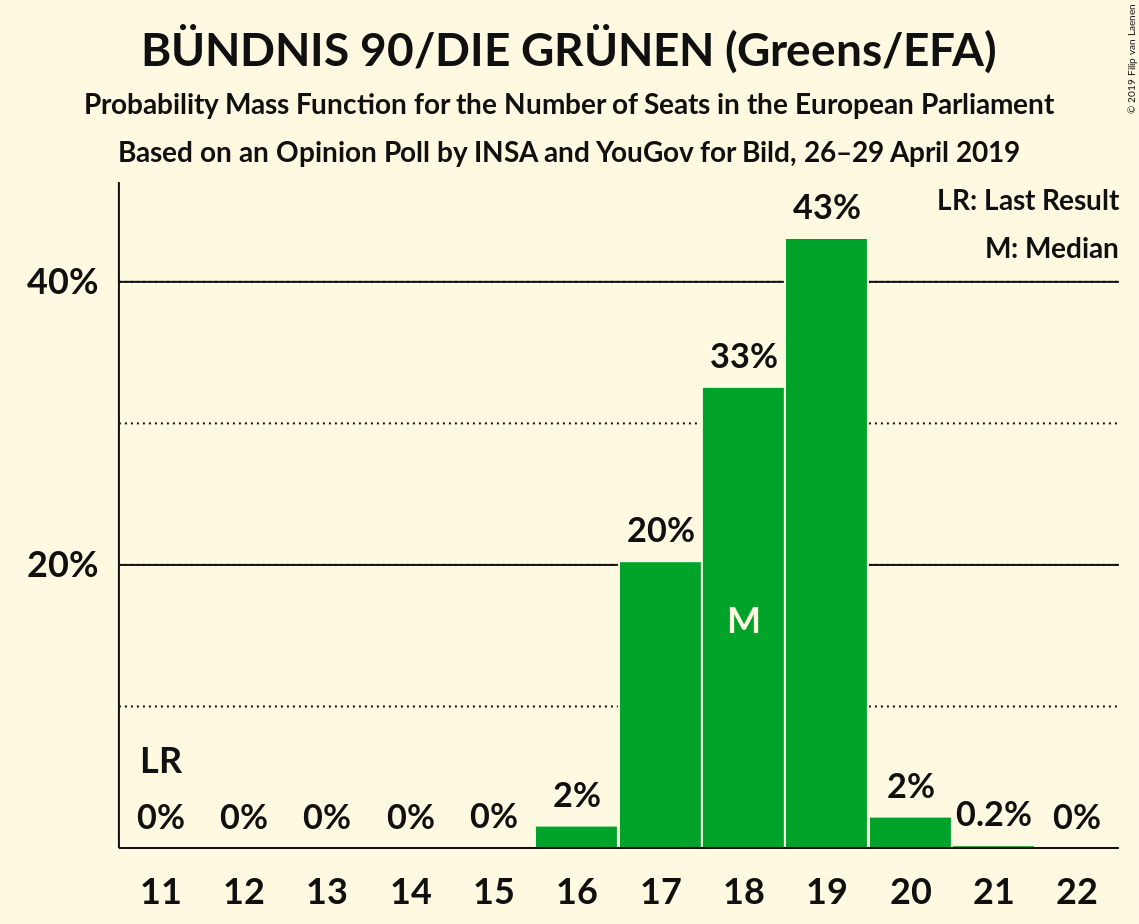 BÜNDNIS 90/DIE GRÜNEN (Greens/EFA)
Probability Mass Function for the Number of Seats in the European Parliament
Based on an Opinion Poll by INSA and YouGov for Bild, 26–29 April 2019
© 2019 Filip van Laenen
LR: Last Result
M: Median
43%
40%
33%
20%
20%
M
LR
0% 0% 0% 0% 0% 2% 2% 0.2% 0%
11 12 13 14 15 16 17 18 19 20 21 22